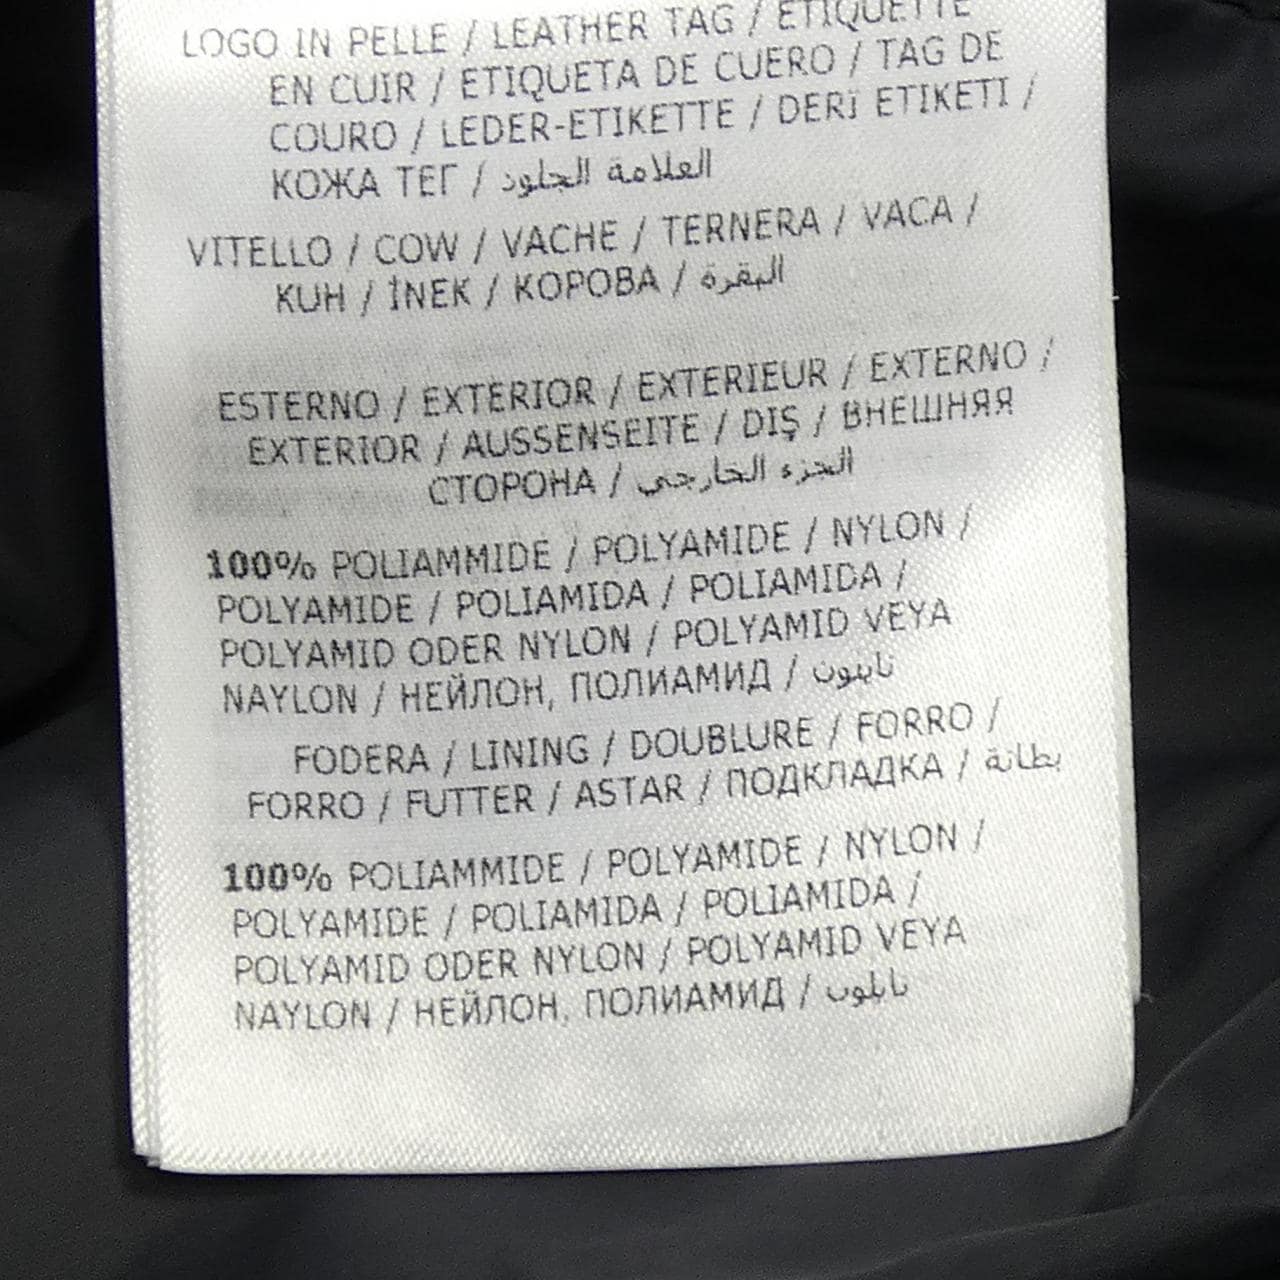 LOGO IN PELLE / LEATHER TAG / ETIQUETTE
EN CUIR / ETIQUETA DE CUERO / TAG DE
COURO / LEDER-ETIKETTE / DERİ ETIKETI /
КОЖА ТЕГ / العلامة الجلود
VITELLO / COW / VACHE / TERNERA / VACA /
KUH / İNEK / КОРОВА / البقرة
ESTERNO / EXTERIOR / EXTERIEUR / EXTERNO /
EXTERIOR / AUSSENSEITE / DIŞ / ВНЕШНЯЯ
СТОРОНА / الجزء الخارجي
100% POLIAMMIDE / POLYAMIDE / NYLON /
POLYAMIDE / POLIAMIDA / POLIAMIDA /
POLYAMID ODER NYLON / POLYAMID VEYA
NAYLON / НЕЙЛОН, ПОЛИАМИД / نايلون
FODERA / LINING / DOUBLURE / FORRO /
FORRO / FUTTER / ASTAR / ПОДКЛАДКА / بطانة
100% POLIAMMIDE / POLYAMIDE / NYLON /
POLYAMIDE / POLIAMIDA / POLIAMIDA /
POLYAMID ODER NYLON / POLYAMID VEYA
NAYLON / НЕЙЛОН, ПОЛИАМИД / نايلون